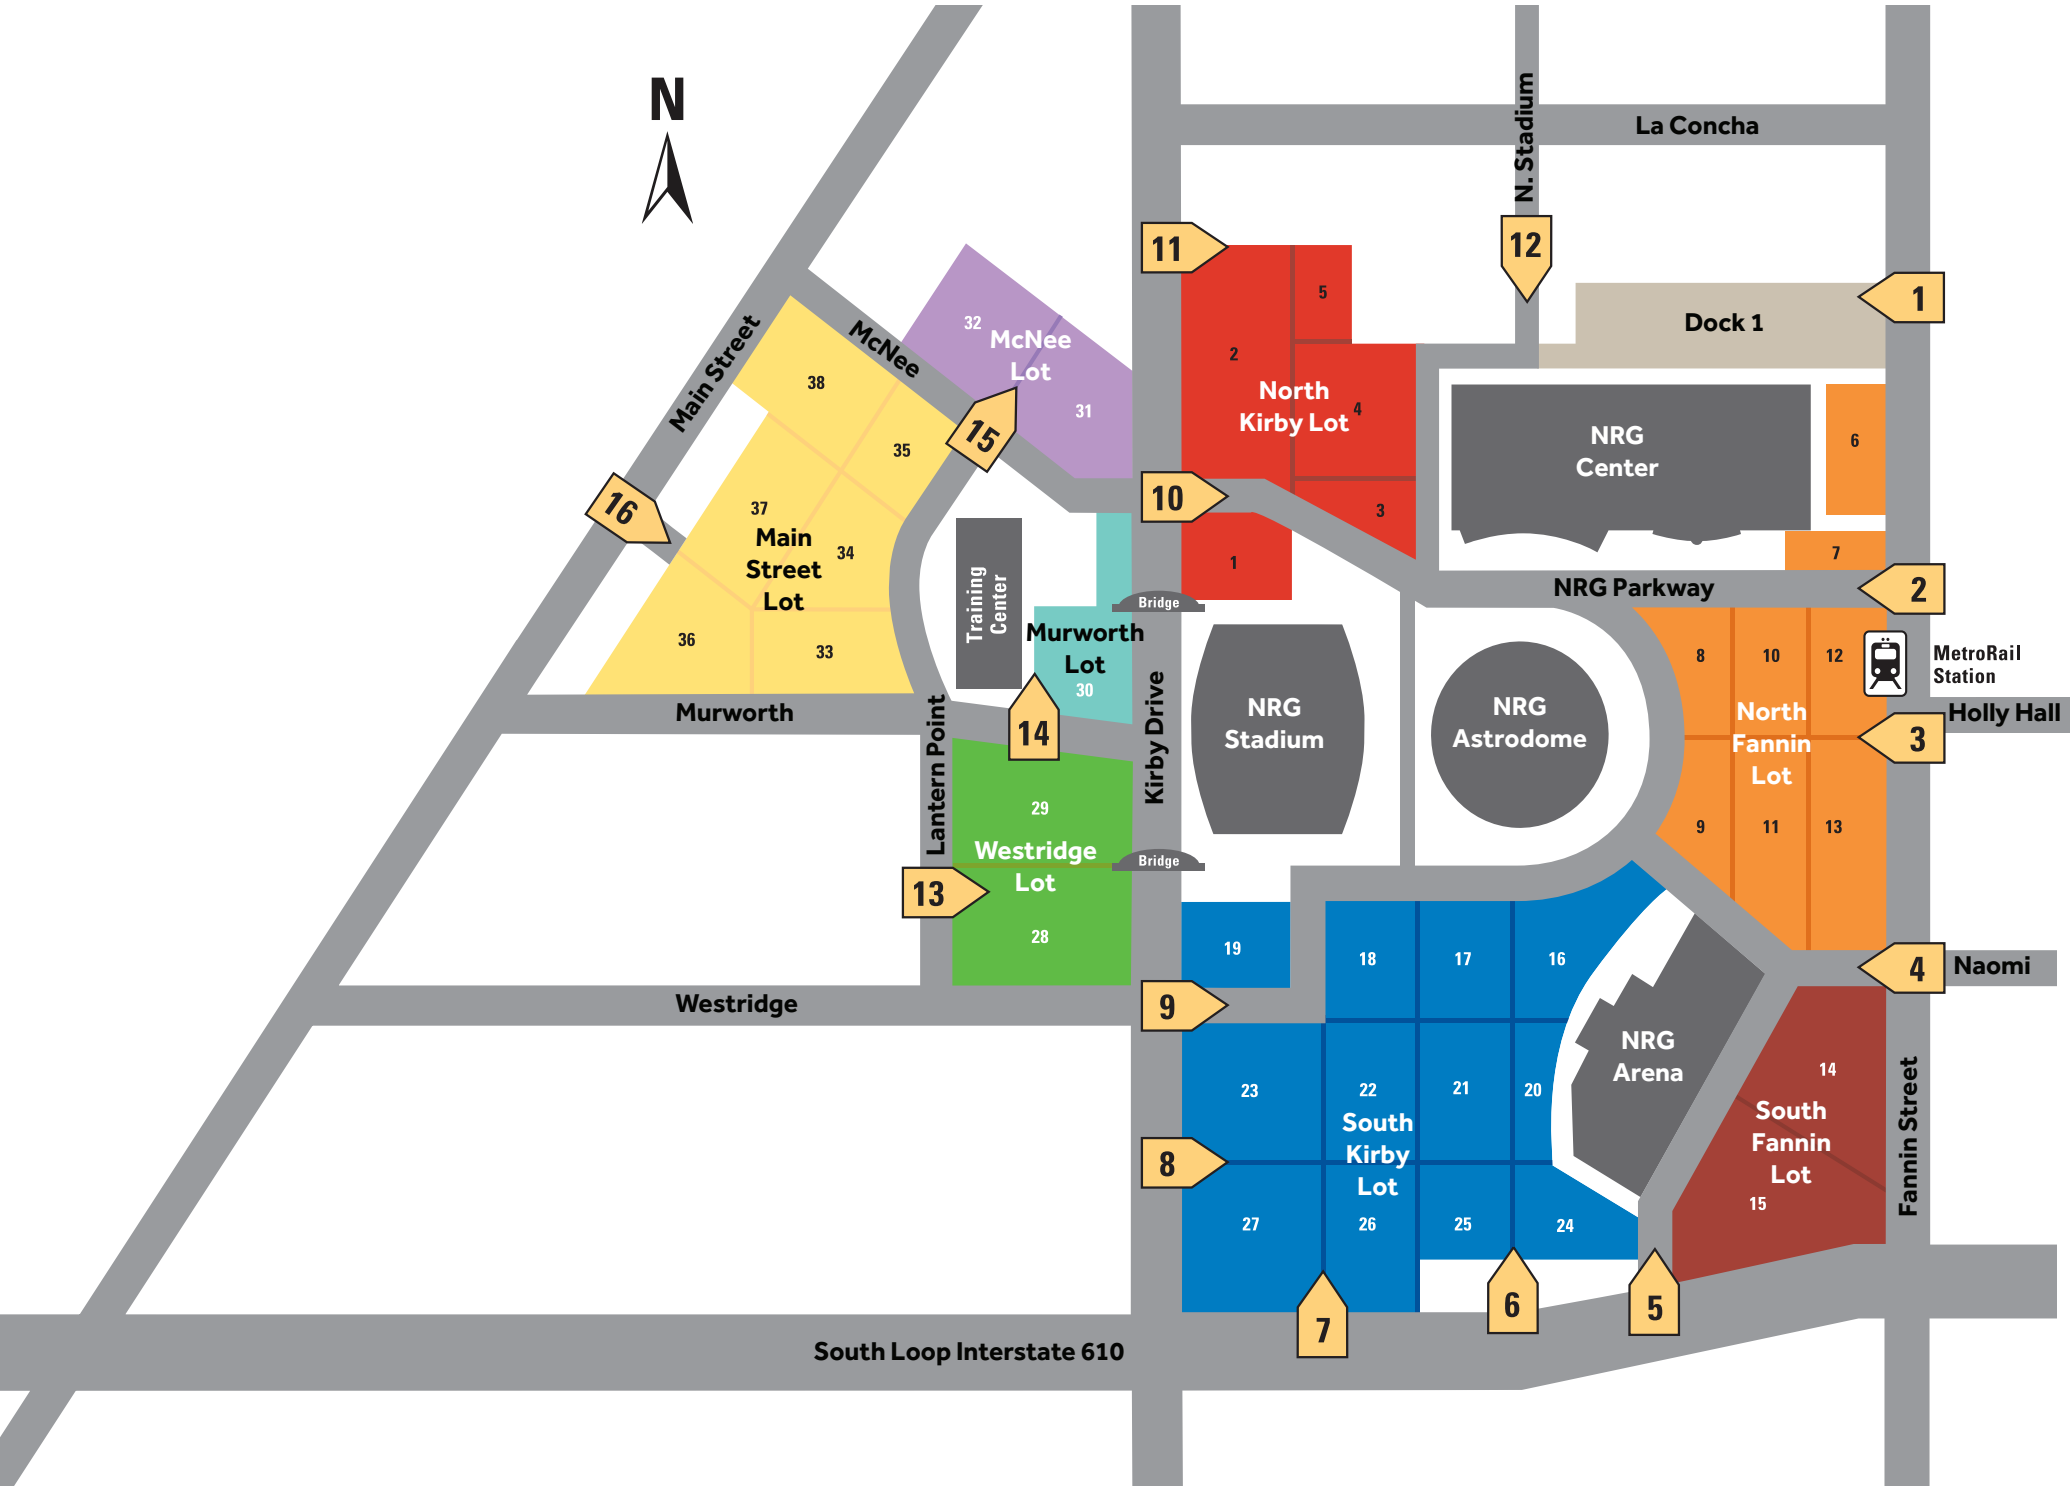 N
La Concha
N. Stadium
11
12
1
Dock 1
5
2
32
McNee
Lot
31
McNee
Main Street
38
35
15
North
Kirby Lot
4
NRG
Center
6
16
37
Main
Street
Lot
34
36
33
10
3
1
7
NRG Parkway
2
Training
Center
Bridge
Murworth
Lot
30
14
8
10
12
MetroRail
Station
Holly Hall
3
North
Fannin
Lot
9
11
13
Murworth
Lantern Point
Kirby Drive
NRG
Stadium
NRG
Astrodome
29
Westridge
Lot
28
13
Bridge
19
18
17
16
4
Naomi
Westridge
9
NRG
Arena
23
22
21
20
South
Kirby
Lot
8
27
26
25
24
14
South
Fannin
Lot
15
Fannin Street
7
6
5
South Loop Interstate 610